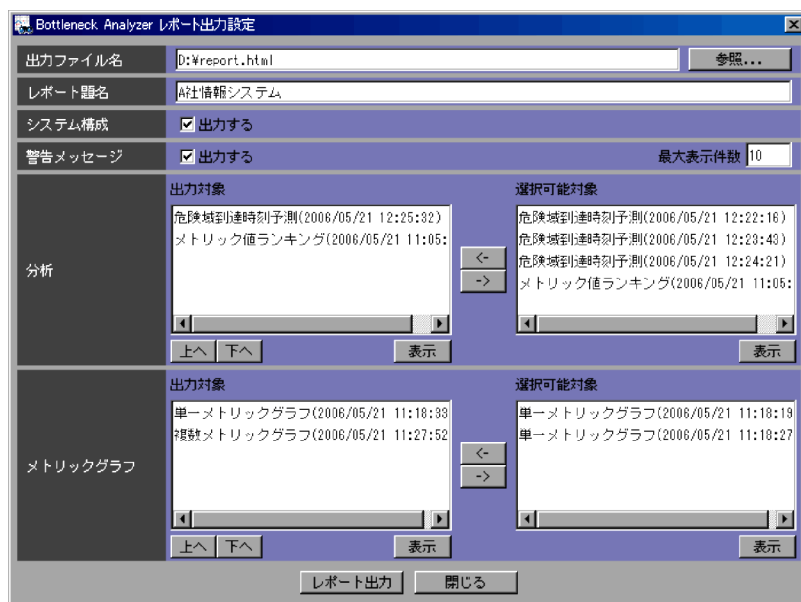 Bottleneck Analyzer レポート出力設定
出力ファイル名
D:¥report.html
参照...
レポート題名
A社情報システム
システム構成
出力する
警告メッセージ
出力する
最大表示件数
10
分析
出力対象
危険域到達時刻予測(2006/05/21 12:25:32)
メトリック値ランキング(2006/05/21 11:05:
<-
->
選択可能対象
危険域到達時刻予測(2006/05/21 12:22:16)
危険域到達時刻予測(2006/05/21 12:23:43)
危険域到達時刻予測(2006/05/21 12:24:21)
メトリック値ランキング(2006/05/21 11:05:
上へ
下へ
表示
表示
メトリックグラフ
出力対象
単一メトリックグラフ(2006/05/21 11:18:33
複数メトリックグラフ(2006/05/21 11:27:52
<-
->
選択可能対象
単一メトリックグラフ(2006/05/21 11:18:19
単一メトリックグラフ(2006/05/21 11:18:27
上へ
下へ
表示
表示
レポート出力
閉じる